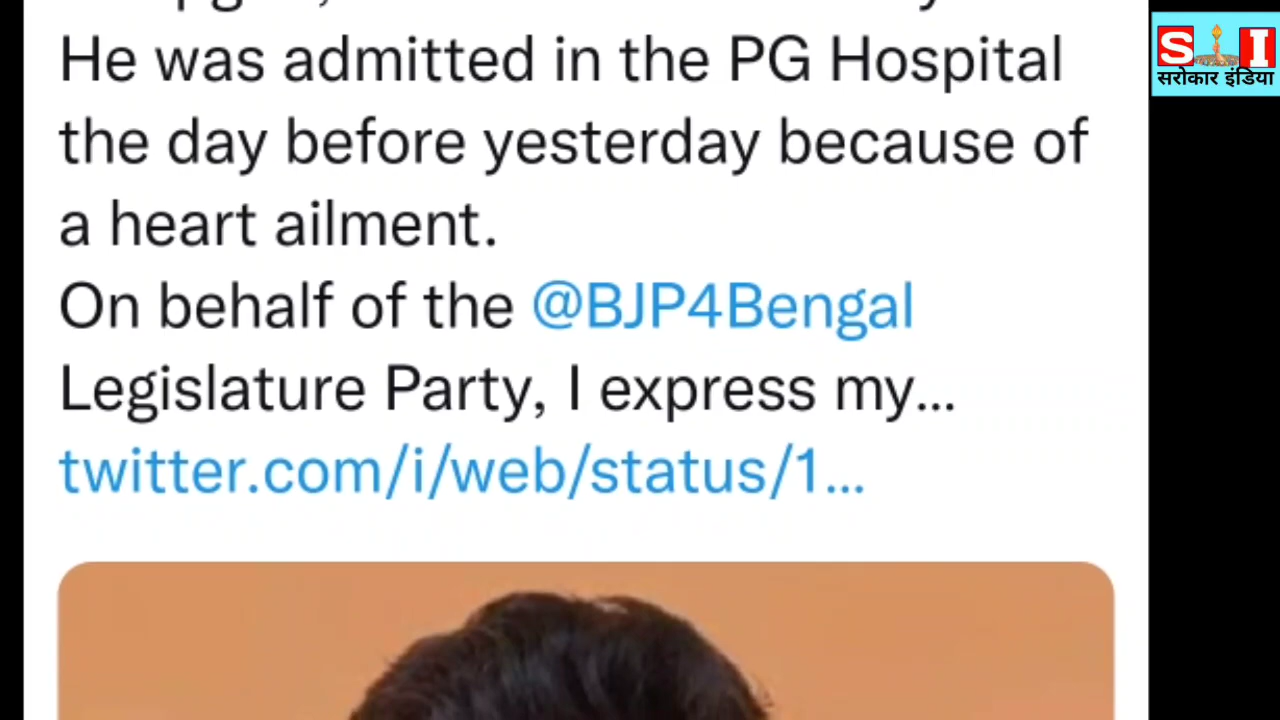 He was admitted in the PG Hospital
the day before yesterday because of
a heart ailment.
On behalf of the @BJP4Bengal
Legislature Party, I express my...
twitter.com/i/web/status/1...
S I
सरोकार इंडिया